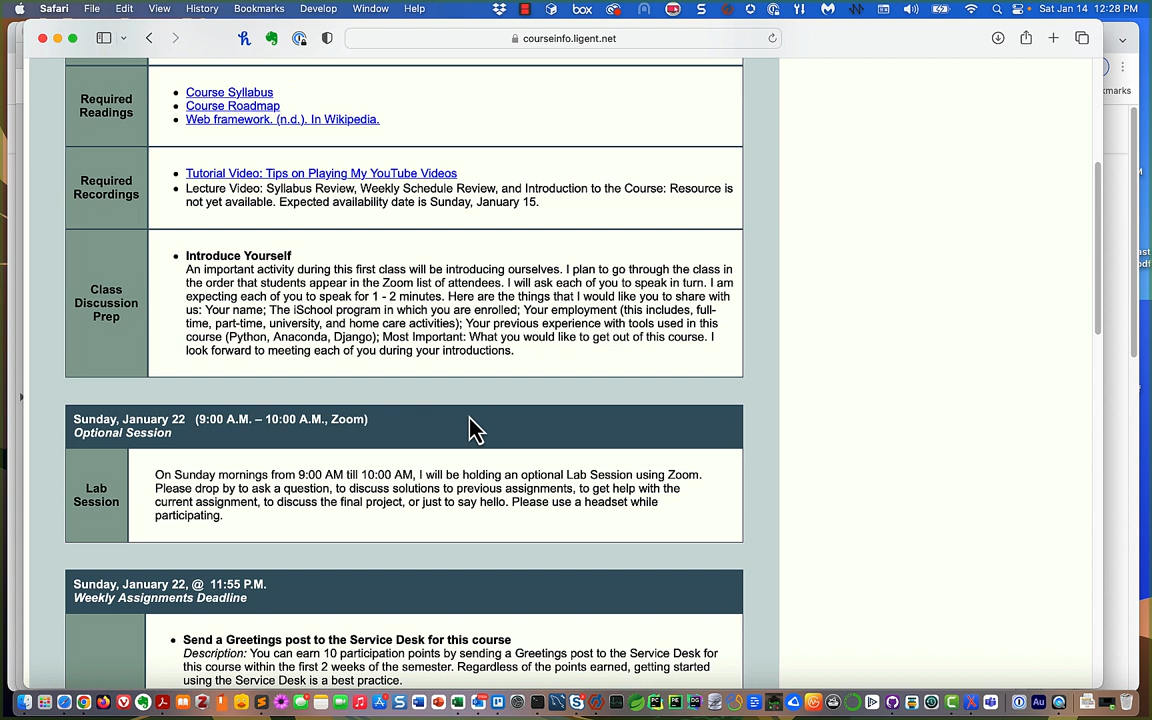 Safari File Edit View History Bookmarks Develop Window Help box Sat Jan 14 12:28 PM
courseinfo.ligent.net
Required Readings
Course Syllabus
Course Roadmap
Web framework. (n.d.). In Wikipedia.
Required Recordings
Tutorial Video: Tips on Playing My YouTube Videos
Lecture Video: Syllabus Review, Weekly Schedule Review, and Introduction to the Course: Resource is
not yet available. Expected availability date is Sunday, January 15.
Class
Discussion
Prep
Introduce Yourself
An important activity during this first class will be introducing ourselves. I plan to go through the class in
the order that students appear in the Zoom list of attendees. I will ask each of you to speak in turn. I am
expecting each of you to speak for 1 - 2 minutes. Here are the things that I would like you to share with
us: Your name; The iSchool program in which you are enrolled; Your employment (this includes, full-
time, part-time, university, and home care activities); Your previous experience with tools used in this
course (Python, Anaconda, Django); Most Important: What you would like to get out of this course. I
look forward to meeting each of you during your introductions.
Sunday, January 22 (9:00 A.M. – 10:00 A.M., Zoom)
Optional Session
Lab
Session
On Sunday mornings from 9:00 AM till 10:00 AM, I will be holding an optional Lab Session using Zoom.
Please drop by to ask a question, to discuss solutions to previous assignments, to get help with the
current assignment, to discuss the final project, or just to say hello. Please use a headset while
participating.
Sunday, January 22, @ 11:55 P.M.
Weekly Assignments Deadline
Send a Greetings post to the Service Desk for this course
Description: You can earn 10 participation points by sending a Greetings post to the Service Desk for
this course within the first 2 weeks of the semester. Regardless of the points earned, getting started
using the Service Desk is a best practice.